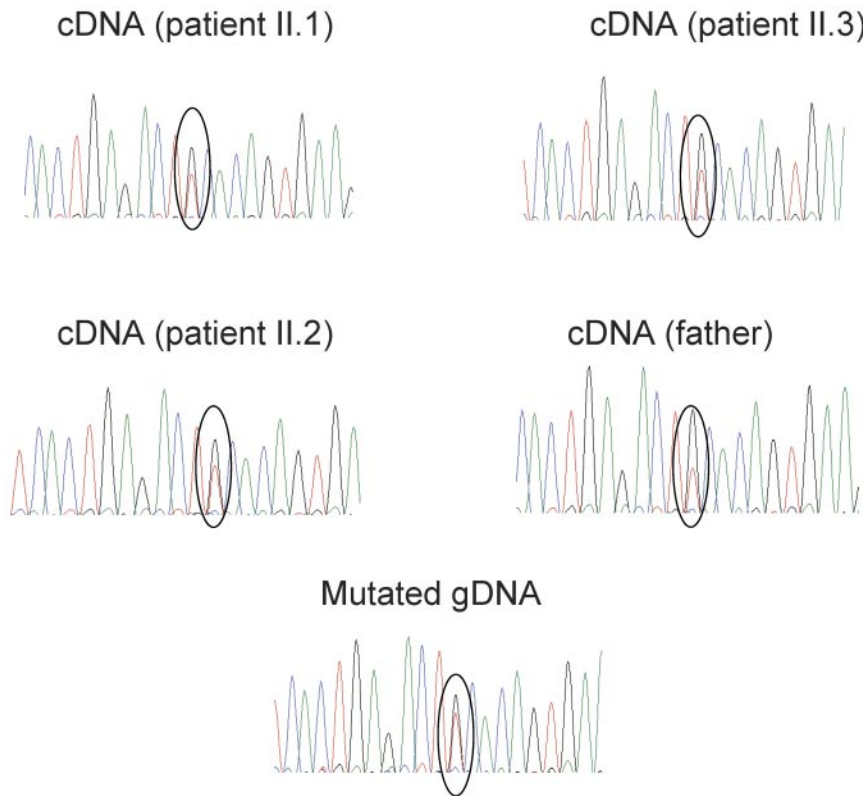 cDNA (patient II.1)
cDNA (patient II.3)
cDNA (patient II.2)
cDNA (father)
Mutated gDNA